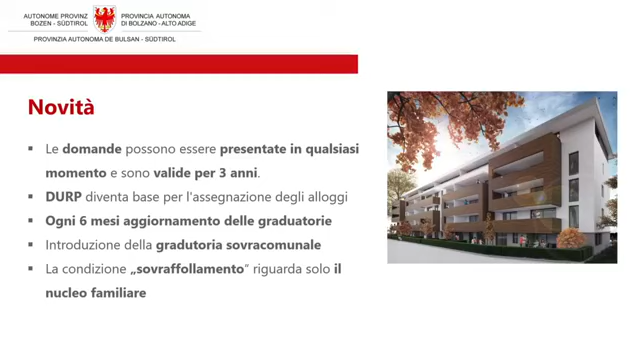 AUTONOME PROVINZ
BOZEN - SÜDTIROL
PROVINCIA AUTONOMA
DI BOLZANO - ALTO ADIGE
PROVINZIA AUTONOMA DE BULSAN - SÜDTIROL
Novità
Le domande possono essere presentate in qualsiasi
momento e sono valide per 3 anni.
DURP diventa base per l'assegnazione degli alloggi
Ogni 6 mesi aggiornamento delle graduatorie
Introduzione della gradutoria sovracomunale
La condizione „sovraffollamento“ riguarda solo il
nucleo familiare